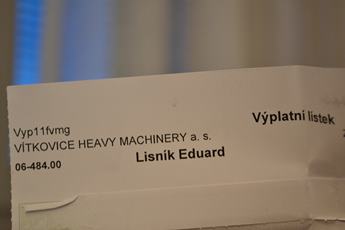 Výplatní lístek
Vyp11fvmg
VÍTKOVICE HEAVY MACHINERY a. s.
06-484.00
Lisník Eduard